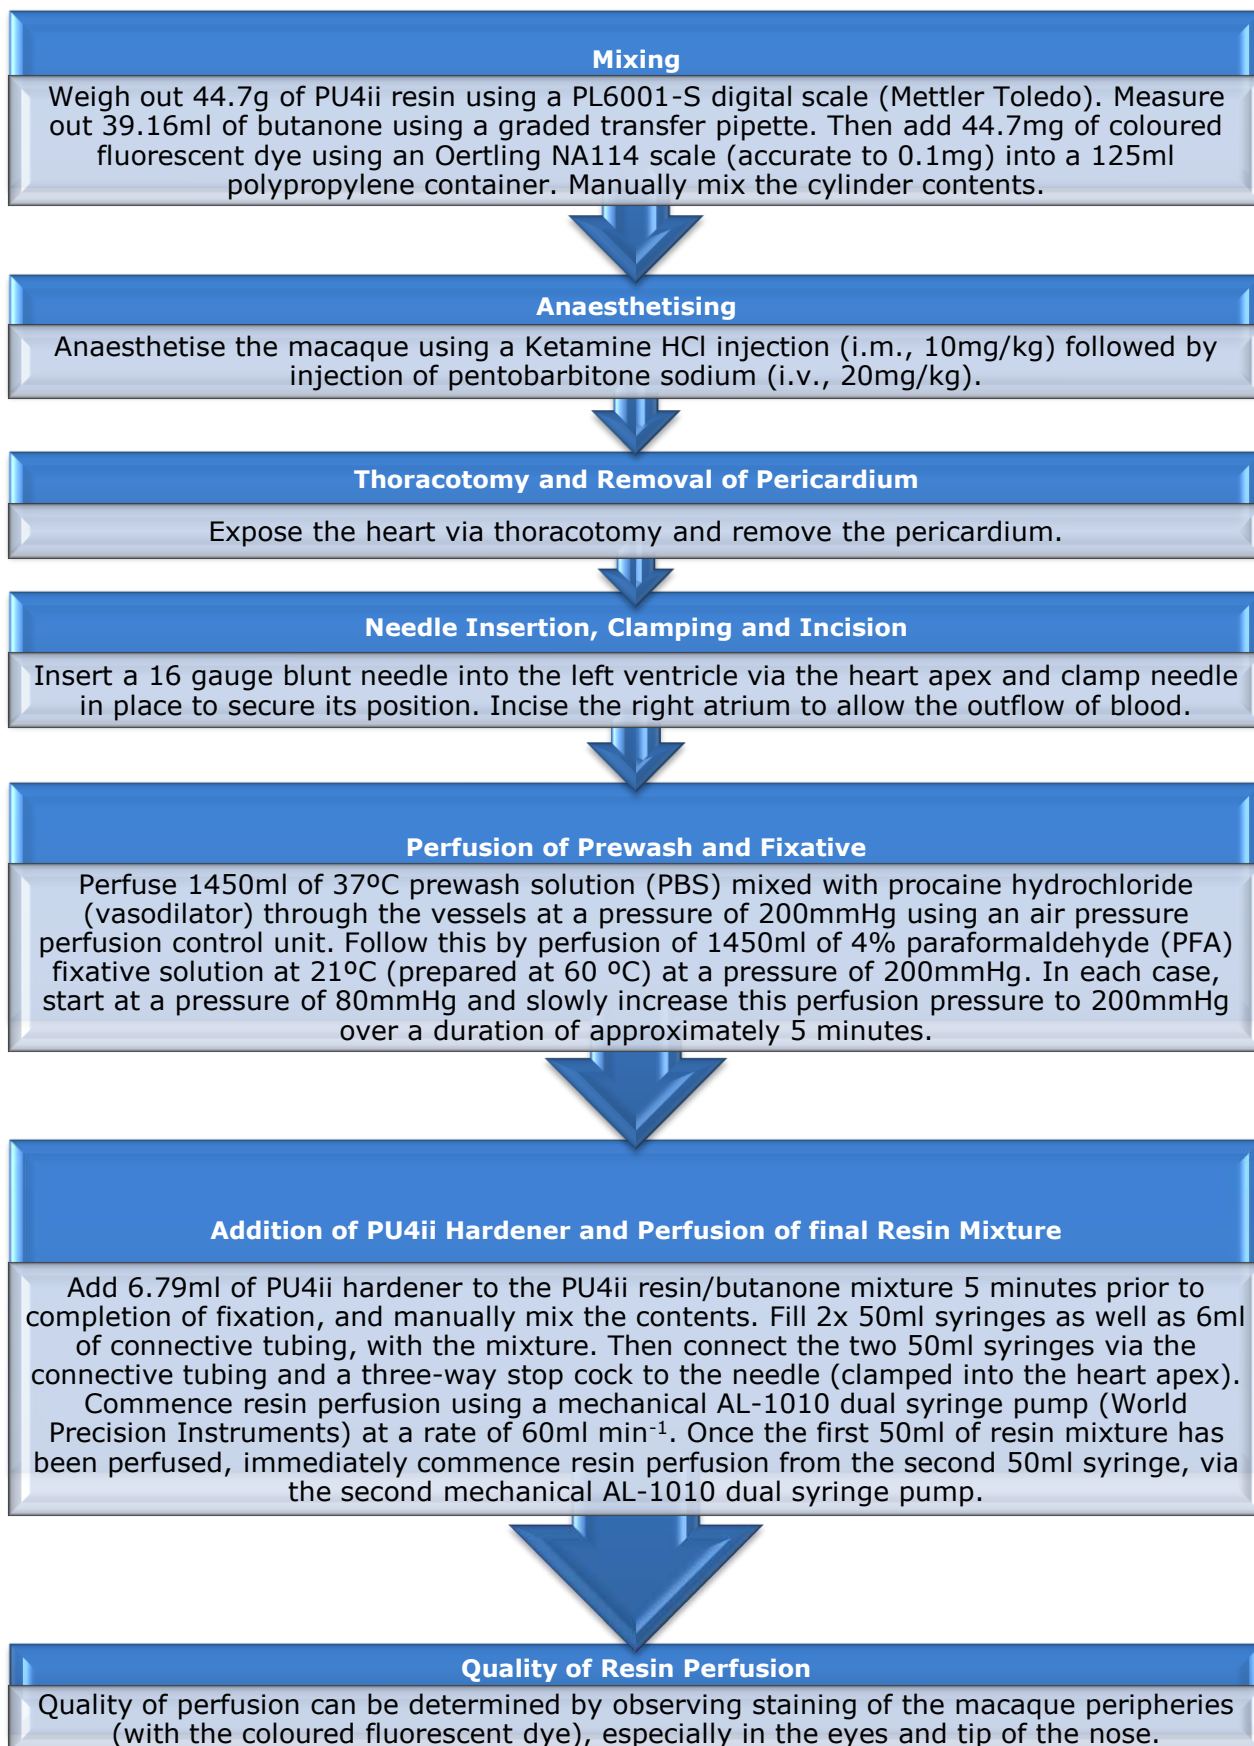 Mixing
Weigh out 44.7g of PU4ii resin using a PL6001-S digital scale (Mettler Toledo). Measure
out 39.16ml of butanone using a graded transfer pipette. Then add 44.7mg of coloured
fluorescent dye using an Oertling NA114 scale (accurate to 0.1mg) into a 125ml
polypropylene container. Manually mix the cylinder contents.
Anaesthetising
Anaesthetise the macaque using a Ketamine HCl injection (i.m., 10mg/kg) followed by
injection of pentobarbitone sodium (i.v., 20mg/kg).
Thoracotomy and Removal of Pericardium
Expose the heart via thoracotomy and remove the pericardium.
Needle Insertion, Clamping and Incision
Insert a 16 gauge blunt needle into the left ventricle via the heart apex and clamp needle
in place to secure its position. Incise the right atrium to allow the outflow of blood.
Perfusion of Prewash and Fixative
Perfuse 1450ml of 37ºC prewash solution (PBS) mixed with procaine hydrochloride
(vasodilator) through the vessels at a pressure of 200mmHg using an air pressure
perfusion control unit. Follow this by perfusion of 1450ml of 4% paraformaldehyde (PFA)
fixative solution at 21ºC (prepared at 60 ºC) at a pressure of 200mmHg. In each case,
start at a pressure of 80mmHg and slowly increase this perfusion pressure to 200mmHg
over a duration of approximately 5 minutes.
Addition of PU4ii Hardener and Perfusion of final Resin Mixture
Add 6.79ml of PU4ii hardener to the PU4ii resin/butanone mixture 5 minutes prior to
completion of fixation, and manually mix the contents. Fill 2x 50ml syringes as well as 6ml
of connective tubing, with the mixture. Then connect the two 50ml syringes via the
connective tubing and a three-way stop cock to the needle (clamped into the heart apex).
Commence resin perfusion using a mechanical AL-1010 dual syringe pump (World
Precision Instruments) at a rate of 60ml min⁻¹. Once the first 50ml of resin mixture has
been perfused, immediately commence resin perfusion from the second 50ml syringe, via
the second mechanical AL-1010 dual syringe pump.
Quality of Resin Perfusion
Quality of perfusion can be determined by observing staining of the macaque peripheries
(with the coloured fluorescent dye), especially in the eyes and tip of the nose.